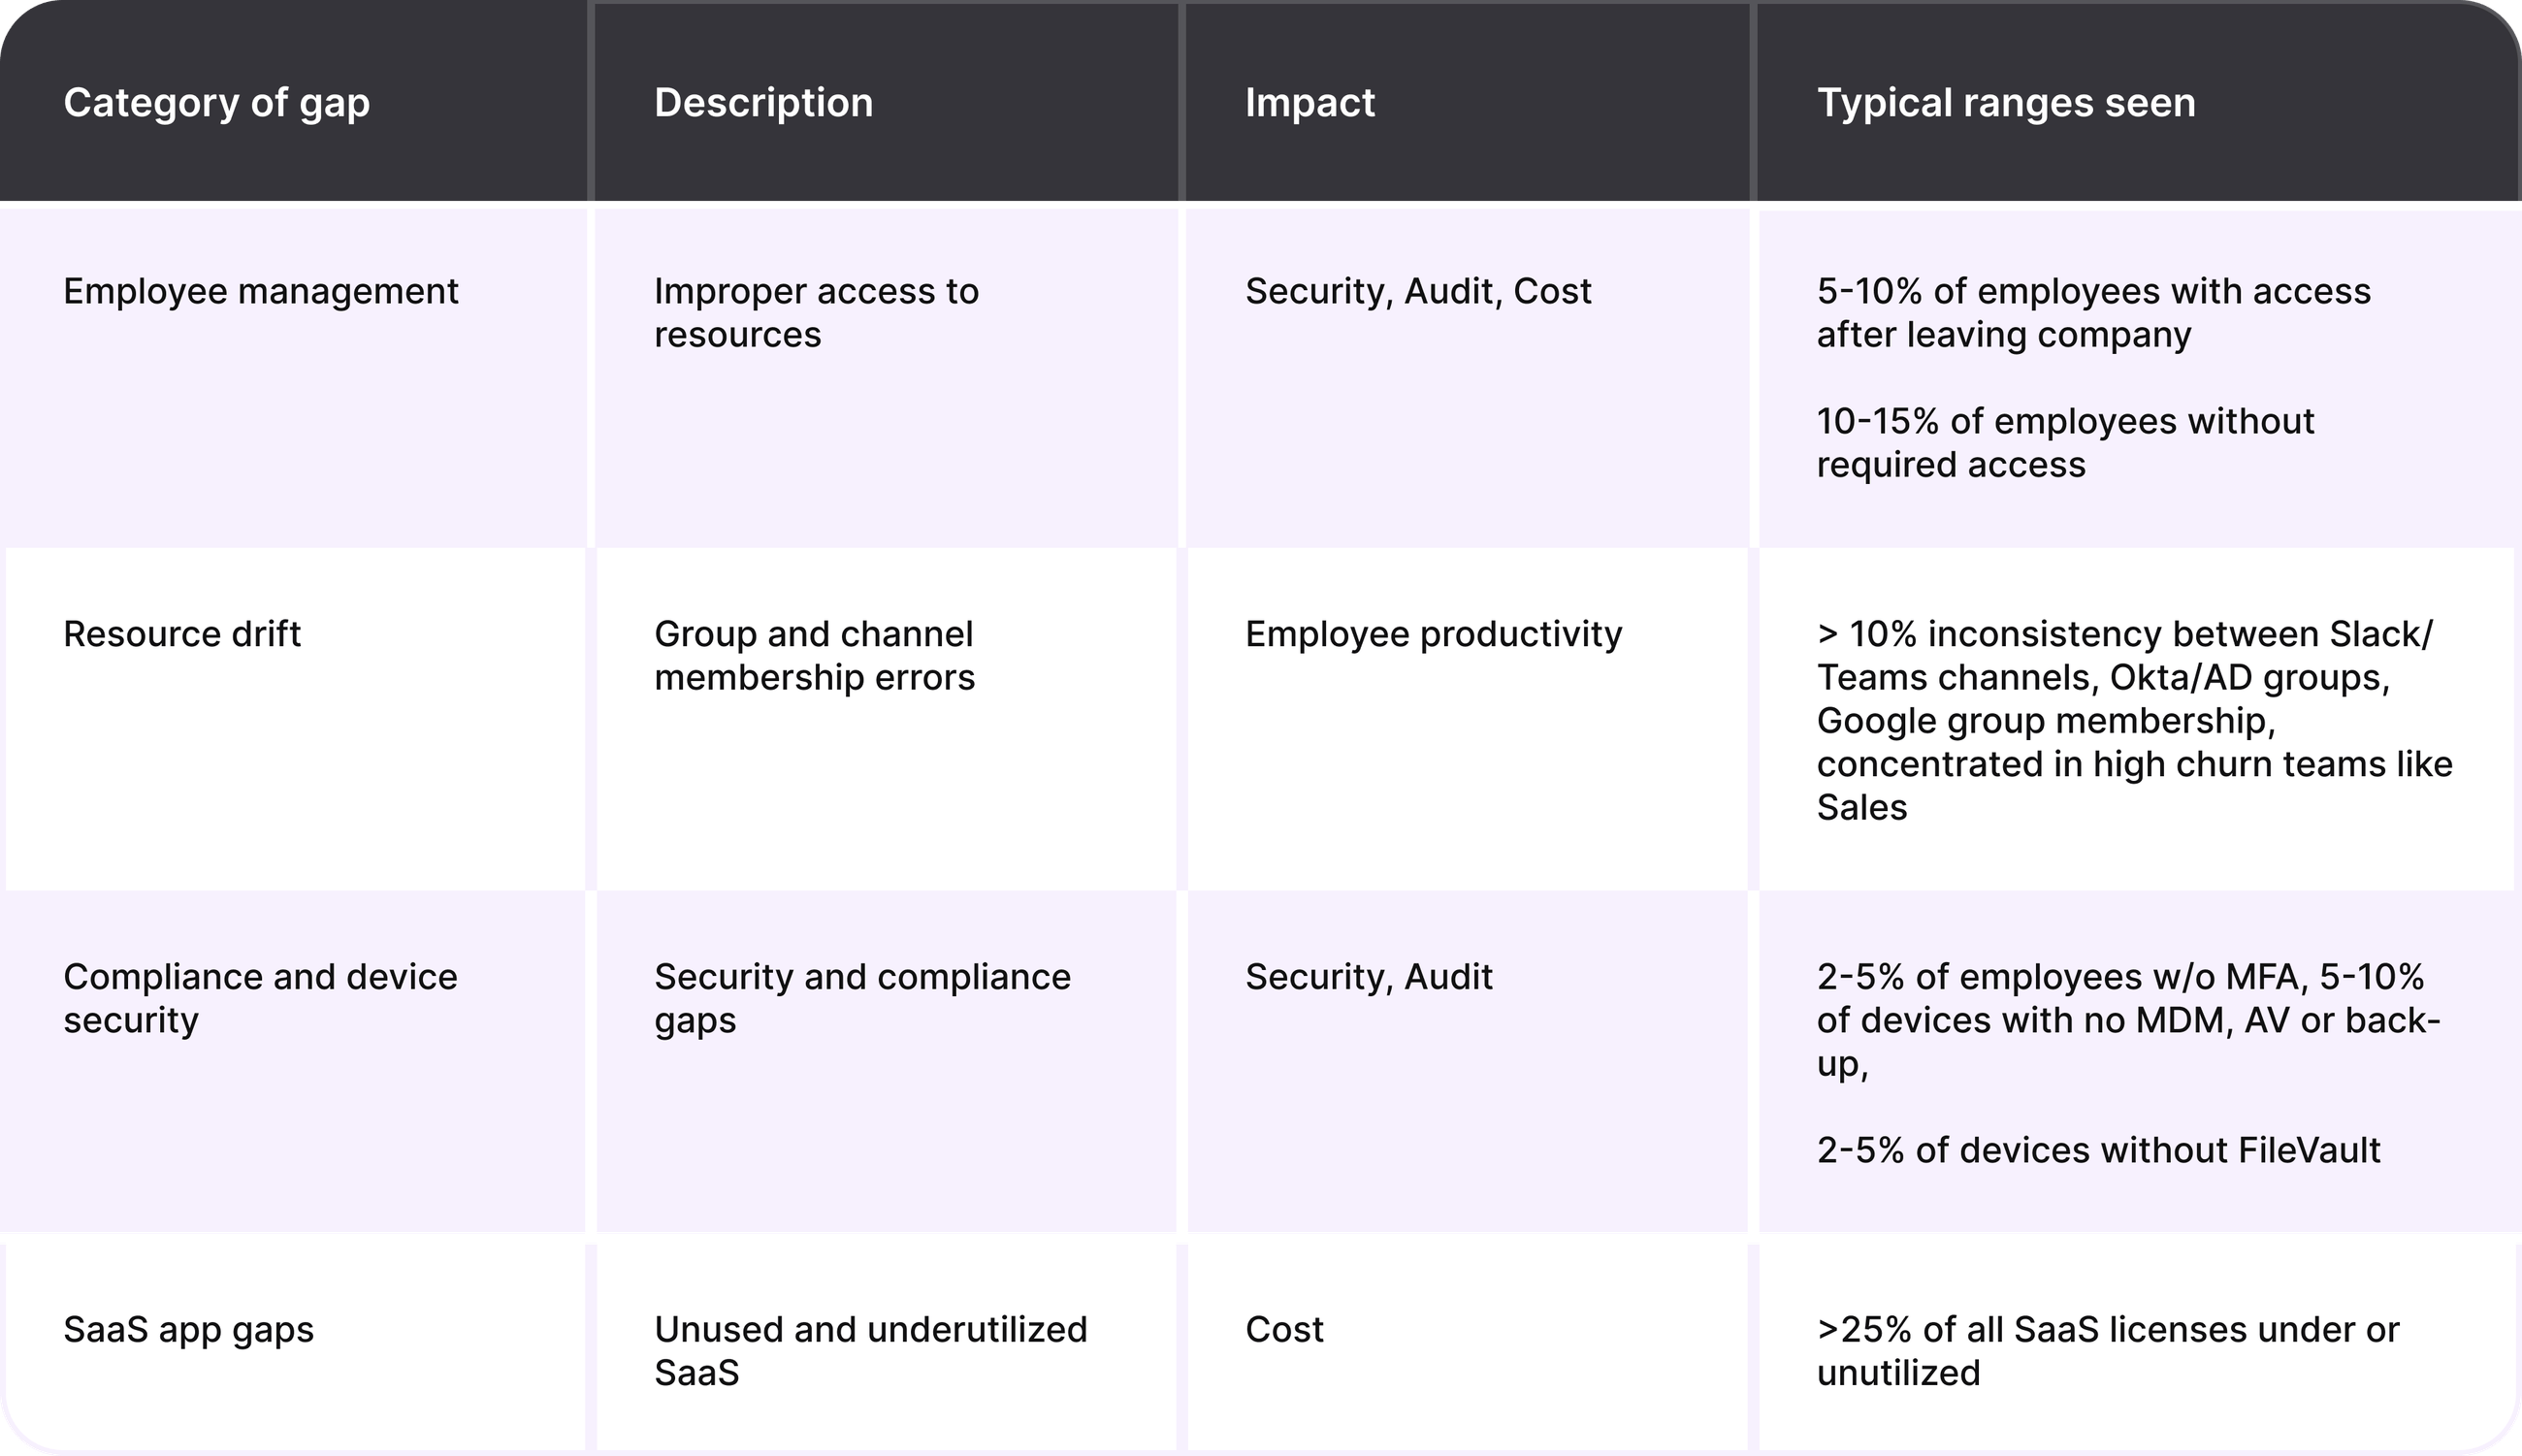 Category of gap
Description
Impact
Typical ranges seen
Employee management
Improper access to
resources
Security, Audit, Cost
5-10% of employees with access
after leaving company
10-15% of employees without
required access
Resource drift
Group and channel
membership errors
Employee productivity
> 10% inconsistency between Slack/
Teams channels, Okta/AD groups,
Google group membership,
concentrated in high churn teams like
Sales
Compliance and device
security
Security and compliance
gaps
Security, Audit
2-5% of employees w/o MFA, 5-10%
of devices with no MDM, AV or back-
up,
2-5% of devices without FileVault
SaaS app gaps
Unused and underutilized
SaaS
Cost
>25% of all SaaS licenses under or
unutilized